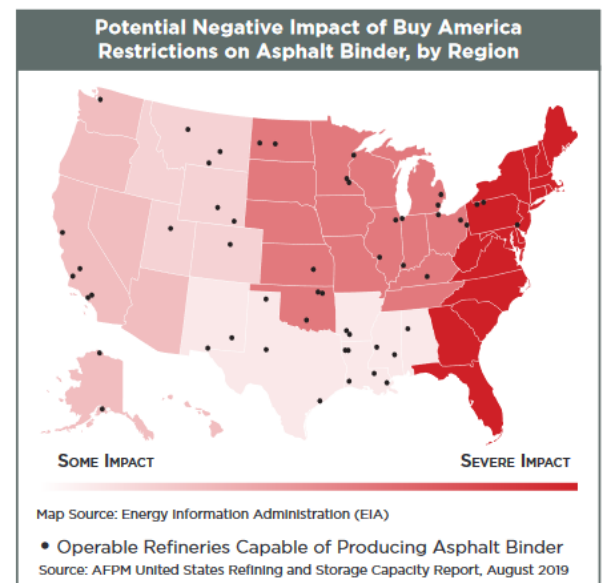 Potential Negative Impact of Buy America
Restrictions on Asphalt Binder, by Region
SOME IMPACT
SEVERE IMPACT
Map Source: Energy Information Administration (EIA)
• Operable Refineries Capable of Producing Asphalt Binder
Source: AFPM United States Refining and Storage Capacity Report, August 2019